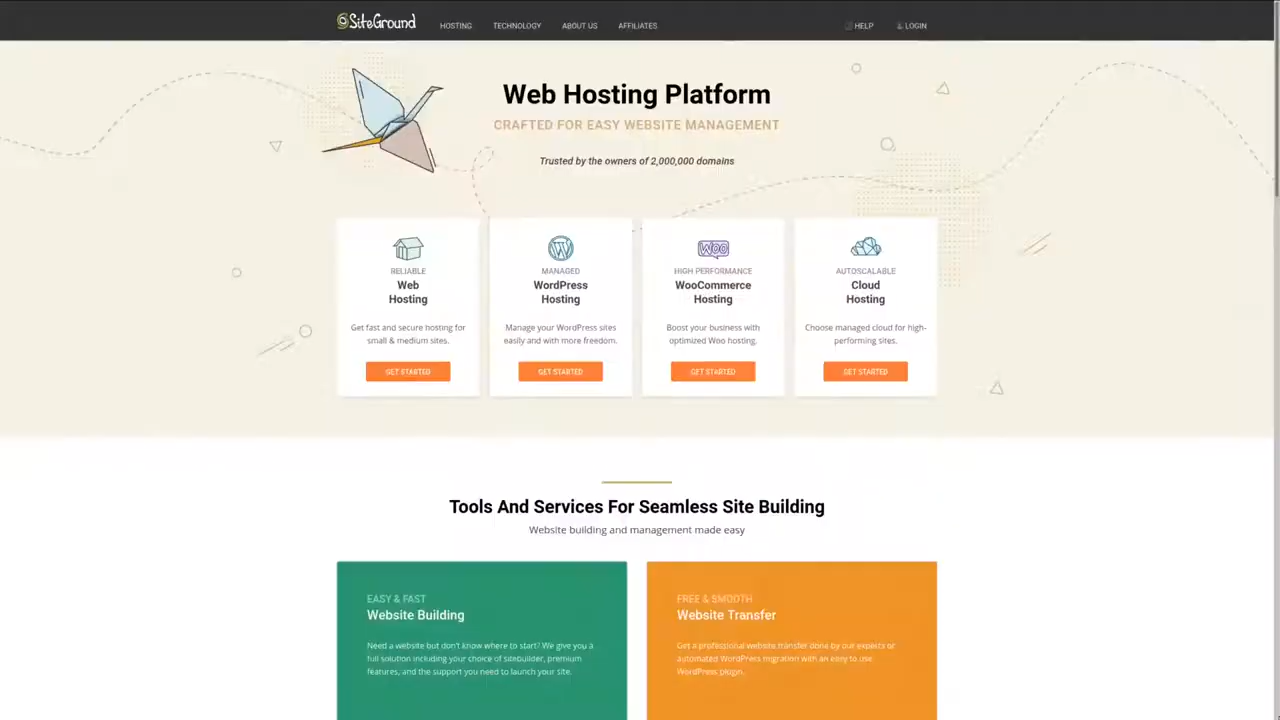 SiteGround HOSTING TECHNOLOGY ABOUT US AFFILIATES HELP LOGIN
Web Hosting Platform
CRAFTED FOR EASY WEBSITE MANAGEMENT
Trusted by the owners of 2,000,000 domains
RELIABLE
Web
Hosting
Get fast and secure hosting for
small & medium sites.
GET STARTED
MANAGED
WordPress
Hosting
Manage your WordPress sites
easily and with more freedom.
GET STARTED
WOO
HIGH PERFORMANCE
WooCommerce
Hosting
Boost your business with
optimized Woo hosting.
GET STARTED
AUTOSCALABLE
Cloud
Hosting
Choose managed cloud for high-
performing sites.
GET STARTED
Tools And Services For Seamless Site Building
Website building and management made easy
EASY & FAST
Website Building
Need a website but don't know where to start? We give you a
full solution including your choice of sitebuilder, premium
features, and the support you need to launch your site.
FREE & SMOOTH
Website Transfer
Get a professional website transfer done by our experts or
automated WordPress migration with an easy to use
WordPress plugin.